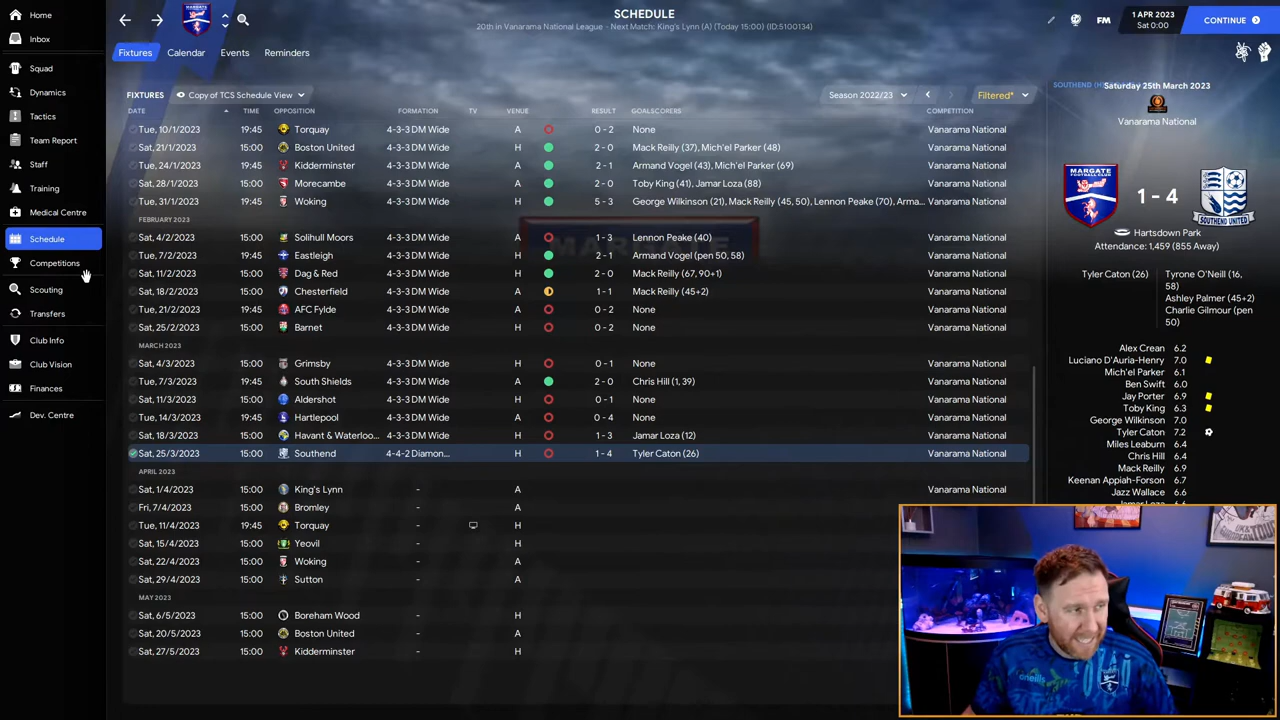 Home
Inbox
Squad
Dynamics
Tactics
Team Report
Staff
Training
Medical Centre
Schedule
Competitions
Scouting
Transfers
Club Info
Club Vision
Finances
Dev. Centre
SCHEDULE
20th in Vanarama National League - Next Match: King's Lynn (A) (Today 15:00) (ID:5100134)
FM
1 APR 2023
Sat 0:00
CONTINUE
Fixtures Calendar Events Reminders
FIXTURES Copy of TCS Schedule View Season 2022/23 Filtered*
DATE TIME OPPOSITION FORMATION TV VENUE RESULT GOALSCORERS COMPETITION
Tue, 10/1/2023 19:45 Torquay 4-3-3 DM Wide A 0 - 2 None Vanarama National
Sat, 21/1/2023 15:00 Boston United 4-3-3 DM Wide H 2 - 0 Mack Reilly (37), Mich'el Parker (48) Vanarama National
Tue, 24/1/2023 19:45 Kidderminster 4-3-3 DM Wide A 2 - 1 Armand Vogel (43), Mich'el Parker (69) Vanarama National
Sat, 28/1/2023 15:00 Morecambe 4-3-3 DM Wide A 2 - 0 Toby King (41), Jamar Loza (88) Vanarama National
Tue, 31/1/2023 19:45 Woking 4-3-3 DM Wide H 5 - 3 George Wilkinson (21), Mack Reilly (45, 50), Lennon Peake (70), Arma... Vanarama National
FEBRUARY 2023
Sat, 4/2/2023 15:00 Solihull Moors 4-3-3 DM Wide A 1 - 3 Lennon Peake (40) Vanarama National
Tue, 7/2/2023 19:45 Eastleigh 4-3-3 DM Wide H 2 - 1 Armand Vogel (pen 50, 58) Vanarama National
Sat, 11/2/2023 15:00 Dag & Red 4-3-3 DM Wide H 2 - 0 Mack Reilly (67, 90+1) Vanarama National
Sat, 18/2/2023 15:00 Chesterfield 4-3-3 DM Wide A 1 - 1 Mack Reilly (45+2) Vanarama National
Tue, 21/2/2023 19:45 AFC Fylde 4-3-3 DM Wide A 0 - 2 None Vanarama National
Sat, 25/2/2023 15:00 Barnet 4-3-3 DM Wide H 0 - 2 None Vanarama National
MARCH 2023
Sat, 4/3/2023 15:00 Grimsby 4-3-3 DM Wide H 0 - 1 None Vanarama National
Tue, 7/3/2023 19:45 South Shields 4-3-3 DM Wide A 2 - 0 Chris Hill (1, 39) Vanarama National
Sat, 11/3/2023 15:00 Aldershot 4-3-3 DM Wide H 0 - 1 None Vanarama National
Tue, 14/3/2023 19:45 Hartlepool 4-3-3 DM Wide A 0 - 4 None Vanarama National
Sat, 18/3/2023 15:00 Havant & Waterloo... 4-3-3 DM Wide H 1 - 3 Jamar Loza (12) Vanarama National
Sat, 25/3/2023 15:00 Southend 4-4-2 Diamon... H 1 - 4 Tyler Caton (26) Vanarama National
APRIL 2023
Sat, 1/4/2023 15:00 King's Lynn - A Vanarama National
Fri, 7/4/2023 15:00 Bromley - A
Tue, 11/4/2023 19:45 Torquay - H
Sat, 15/4/2023 15:00 Yeovil - H
Sat, 22/4/2023 15:00 Woking - A
Sat, 29/4/2023 15:00 Sutton - A
MAY 2023
Sat, 6/5/2023 15:00 Boreham Wood - H
Sat, 20/5/2023 15:00 Boston United - A
Sat, 27/5/2023 15:00 Kidderminster - H
Saturday 25th March 2023
Vanarama National
MARGATE
FOOTBALL CLUB
1 - 4
SOUTHEND UNITED
Hartsdown Park
Attendance: 1,459 (855 Away)
Tyler Caton (26)
Tyrone O'Neill (16,
58)
Ashley Palmer (45+2)
Charlie Gilmour (pen
50)
Alex Crean 6.2
Luciano D'Auria-Henry 7.0
Mich'el Parker 6.1
Ben Swift 6.0
Jay Porter 6.9
Toby King 6.3
George Wilkinson 7.0
Tyler Caton 7.2
Miles Leaburn 6.4
Chris Hill 6.4
Mack Reilly 6.9
Keenan Appiah-Forson 6.7
Jazz Wallace 6.6
O'neills